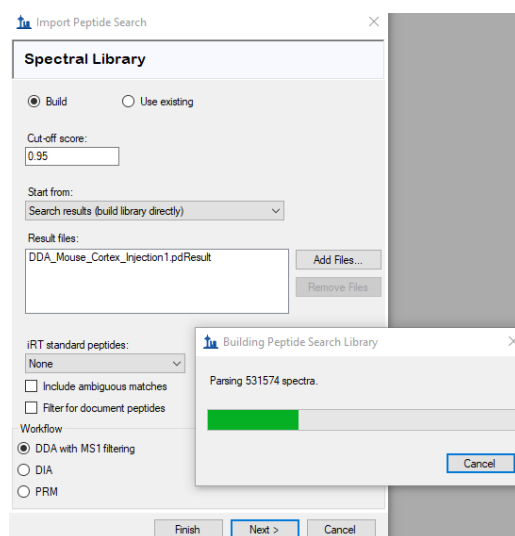 Import Peptide Search
Spectral Library
Build Use existing
Cut-off score:
0.95
Start from:
Search results (build library directly)
Result files:
DDA_Mouse_Cortex_Injection1.pdResult
Add Files...
Remove Files
iRT standard peptides:
None
Include ambiguous matches
Filter for document peptides
Workflow
DDA with MS1 filtering
DIA
PRM
Building Peptide Search Library
Parsing 531574 spectra.
Cancel
Finish Next > Cancel